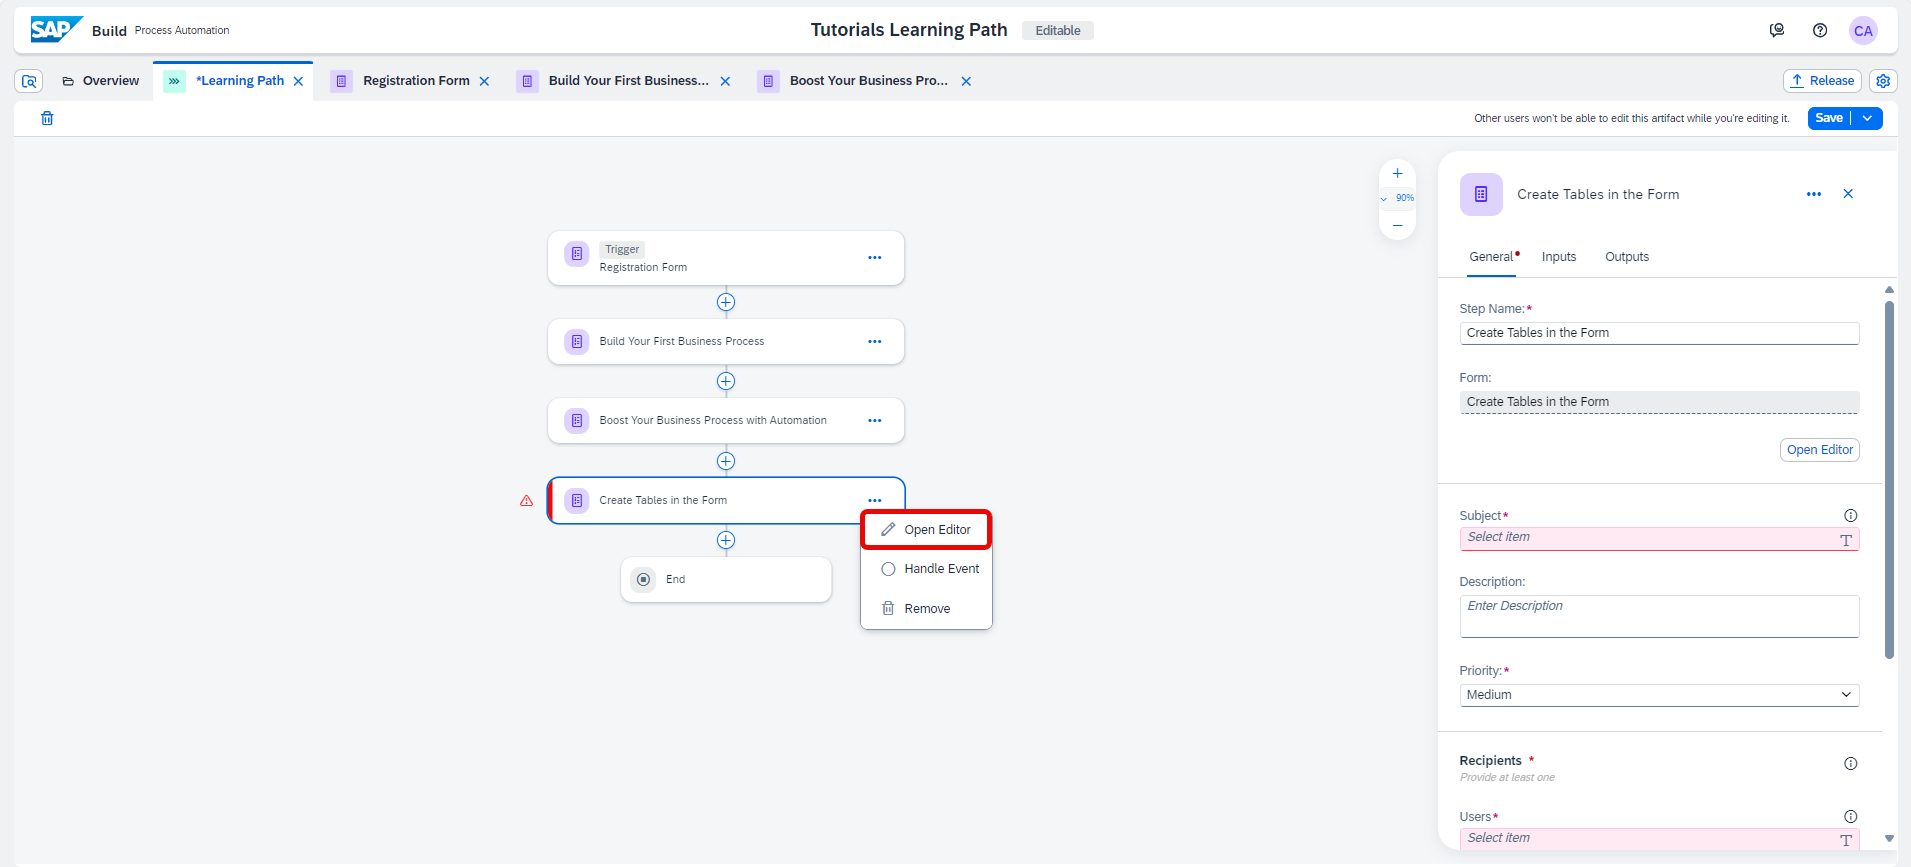 SAP Build Process Automation
Tutorials Learning Path Editable
CA
Overview
*Learning Path
Registration Form
Build Your First Business...
Boost Your Business Pro...
Release
Other users won't be able to edit this artifact while you're editing it.
Save
90%
Trigger
Registration Form
Build Your First Business Process
Boost Your Business Process with Automation
Create Tables in the Form
End
Open Editor
Handle Event
Remove
Create Tables in the Form
General Inputs Outputs
Step Name:*
Create Tables in the Form
Form:
Create Tables in the Form
Open Editor
Subject*
Select item
Description:
Enter Description
Priority:*
Medium
Recipients *
Provide at least one
Users*
Select item